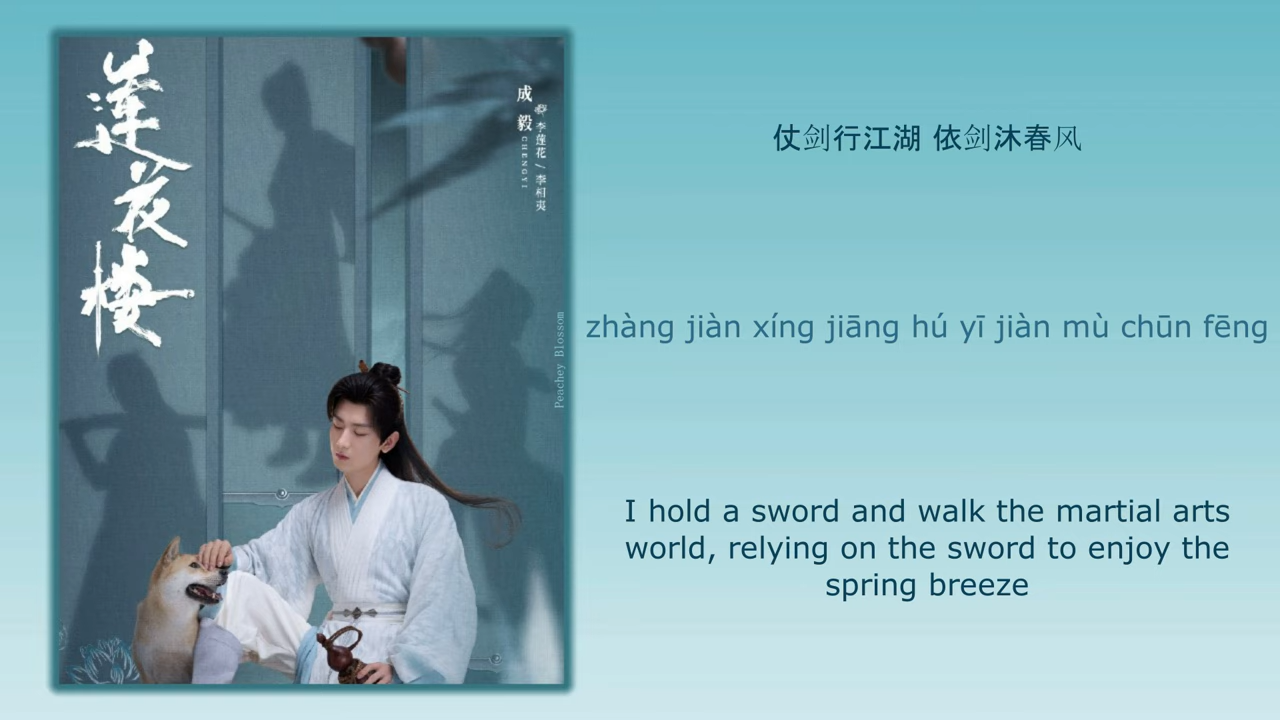 莲花楼
成毅
CHENGYI
饰 李莲花 / 李相夷
Peachey Blossom
仗剑行江湖 依剑沐春风
zhàng jiàn xíng jiāng hú yī jiàn mù chūn fēng
I hold a sword and walk the martial arts
world, relying on the sword to enjoy the
spring breeze